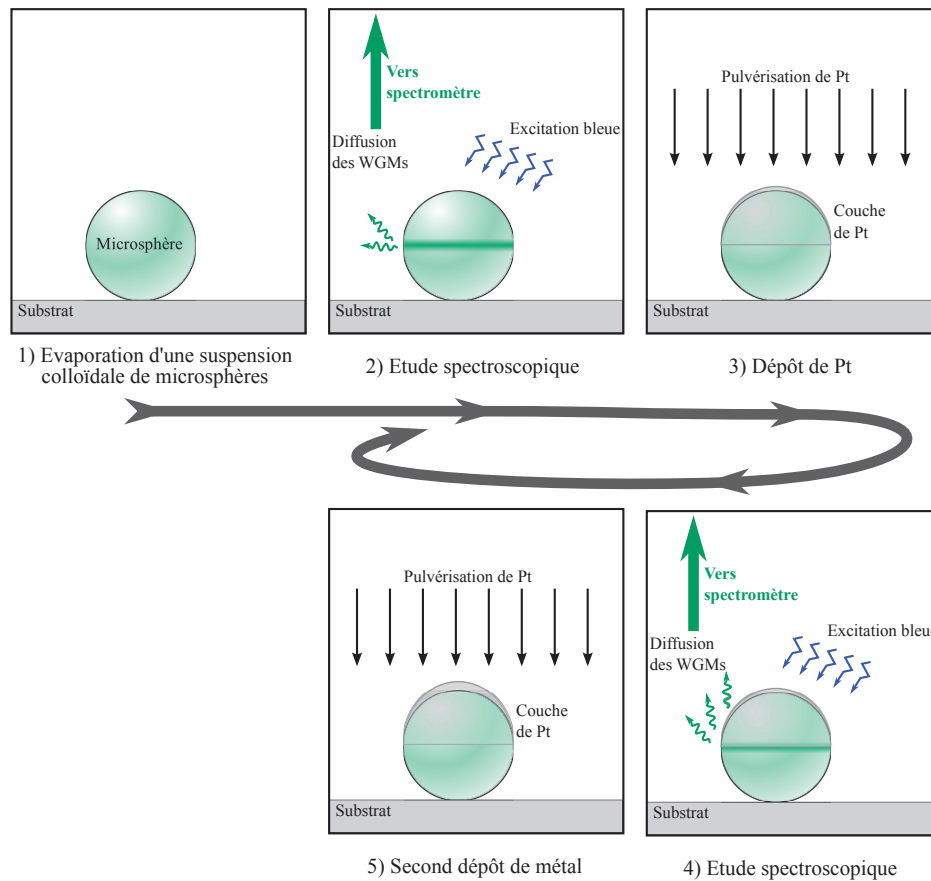 Microsphère
Substrat
1) Evaporation d'une suspension
colloïdale de microsphères
Vers
spectromètre
Diffusion
des WGMs
Excitation bleue
Substrat
2) Etude spectroscopique
Pulvérisation de Pt
Couche
de Pt
Substrat
3) Dépôt de Pt
Pulvérisation de Pt
Couche
de Pt
Substrat
5) Second dépôt de métal
Vers
spectromètre
Diffusion
des WGMs
Excitation bleue
Substrat
4) Etude spectroscopique